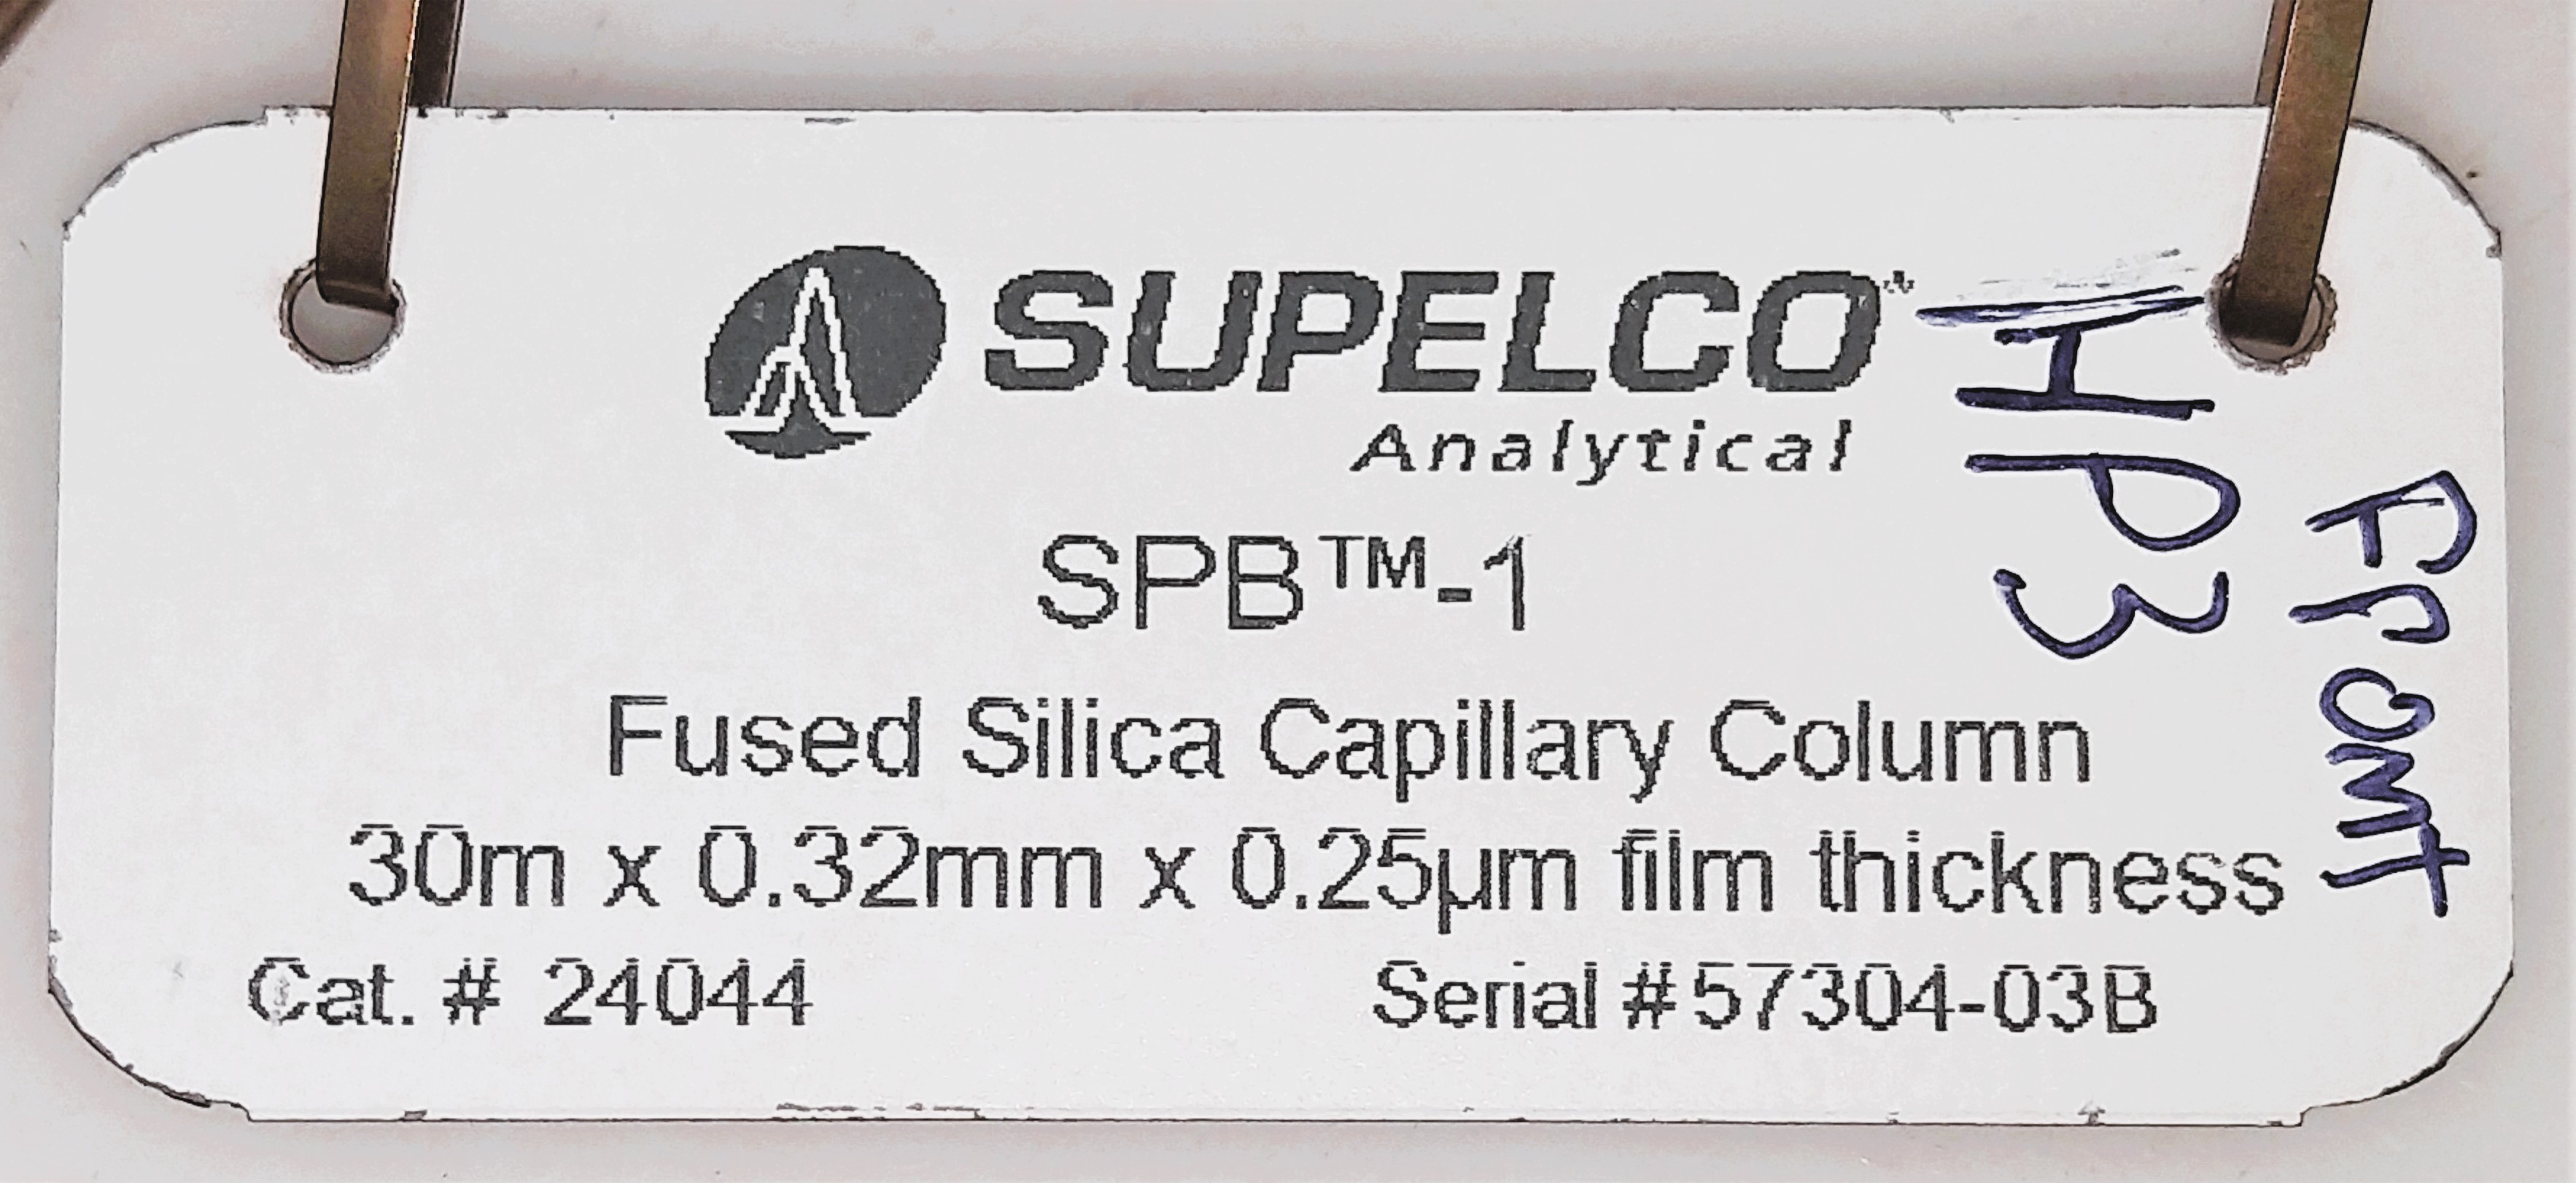 SUPELCO
Analytical
SPB™-1
Fused Silica Capillary Column
30m x 0.32mm x 0.25µm film thickness
Cat. # 24044
Serial #57304-03B
HP3
Front